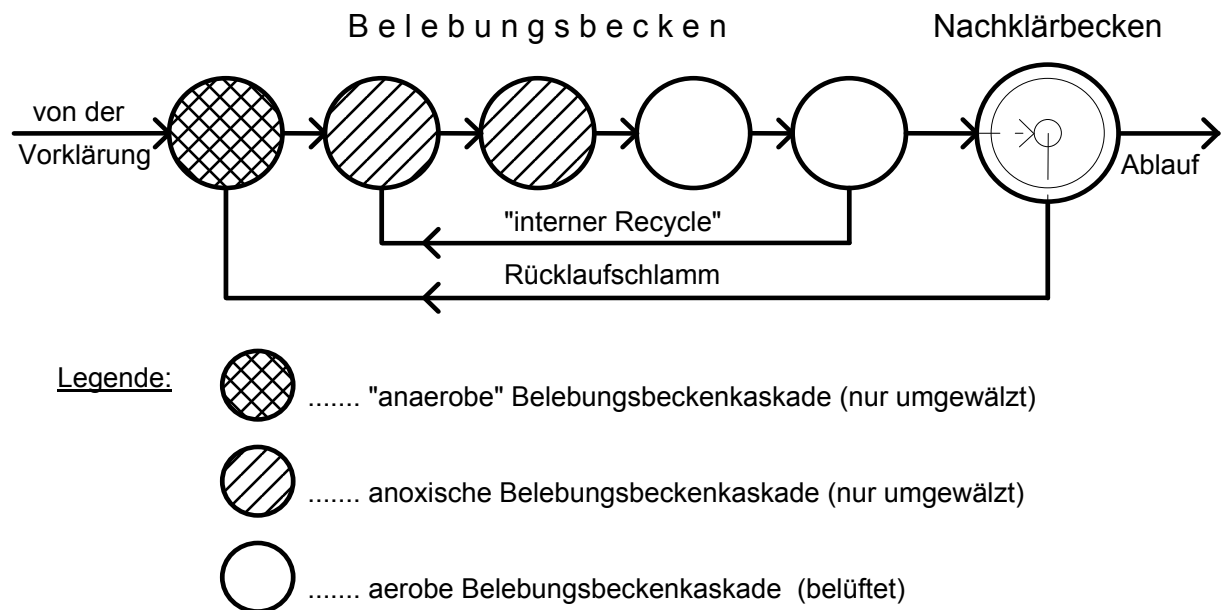 B e l e b u n g s b e c k e n Nachklärbecken
von der
Vorklärung
Ablauf
"interner Recycle"
Rücklaufschlamm
Legende:
....... "anaerobe" Belebungsbeckenkaskade (nur umgewälzt)
....... anoxische Belebungsbeckenkaskade (nur umgewälzt)
....... aerobe Belebungsbeckenkaskade (belüftet)